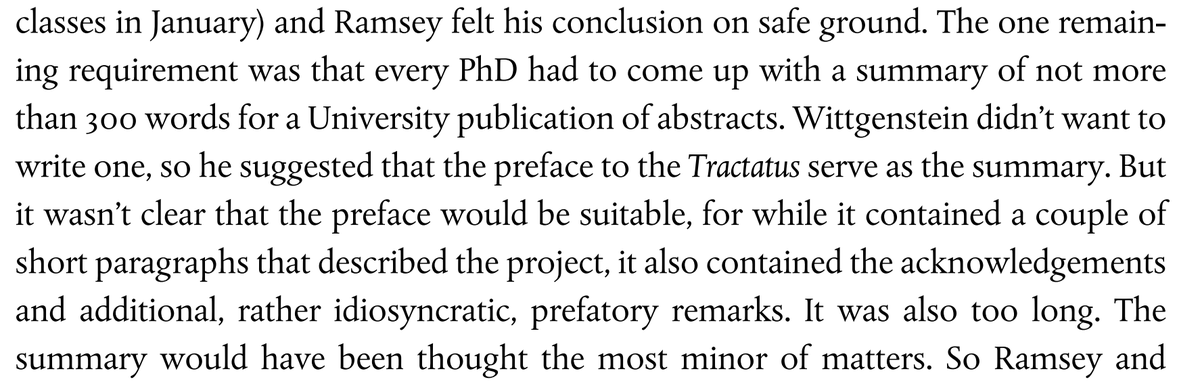 classes in January) and Ramsey felt his conclusion on safe ground. The one remain-
ing requirement was that every PhD had to come up with a summary of not more
than 300 words for a University publication of abstracts. Wittgenstein didn’t want to
write one, so he suggested that the preface to the Tractatus serve as the summary. But
it wasn’t clear that the preface would be suitable, for while it contained a couple of
short paragraphs that described the project, it also contained the acknowledgements
and additional, rather idiosyncratic, prefatory remarks. It was also too long. The
summary would have been thought the most minor of matters. So Ramsey and